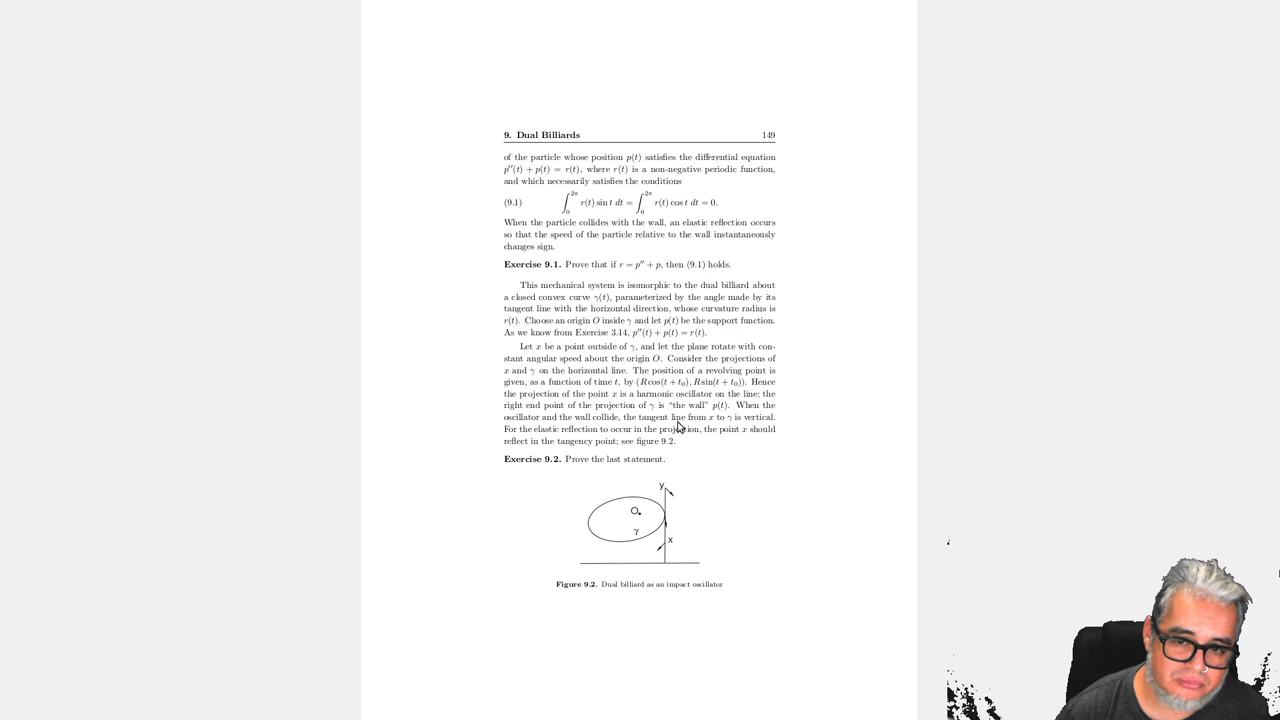 9. Dual Billiards 149
of the particle whose position p(t) satisfies the differential equation
p′′(t) + p(t) = r(t), where r(t) is a non-negative periodic function,
and which necessarily satisfies the conditions
(9.1) ∫₀²π r(t) sin t dt = ∫₀²π r(t) cos t dt = 0.
When the particle collides with the wall, an elastic reflection occurs
so that the speed of the particle relative to the wall instantaneously
changes sign.
Exercise 9.1. Prove that if r = p′′ + p, then (9.1) holds.
This mechanical system is isomorphic to the dual billiard about
a closed convex curve γ(t), parameterized by the angle made by its
tangent line with the horizontal direction, whose curvature radius is
r(t). Choose an origin O inside γ and let p(t) be the support function.
As we know from Exercise 3.14, p′′(t) + p(t) = r(t).
Let x be a point outside of γ, and let the plane rotate with con-
stant angular speed about the origin O. Consider the projections of
x and γ on the horizontal line. The position of a revolving point is
given, as a function of time t, by (R cos(t + t₀), R sin(t + t₀)). Hence
the projection of the point x is a harmonic oscillator on the line; the
right end point of the projection of γ is “the wall” p(t). When the
oscillator and the wall collide, the tangent line from x to γ is vertical.
For the elastic reflection to occur in the projection, the point x should
reflect in the tangency point; see figure 9.2.
Exercise 9.2. Prove the last statement.
y
O
γ
x
Figure 9.2. Dual billiard as an impact oscillator